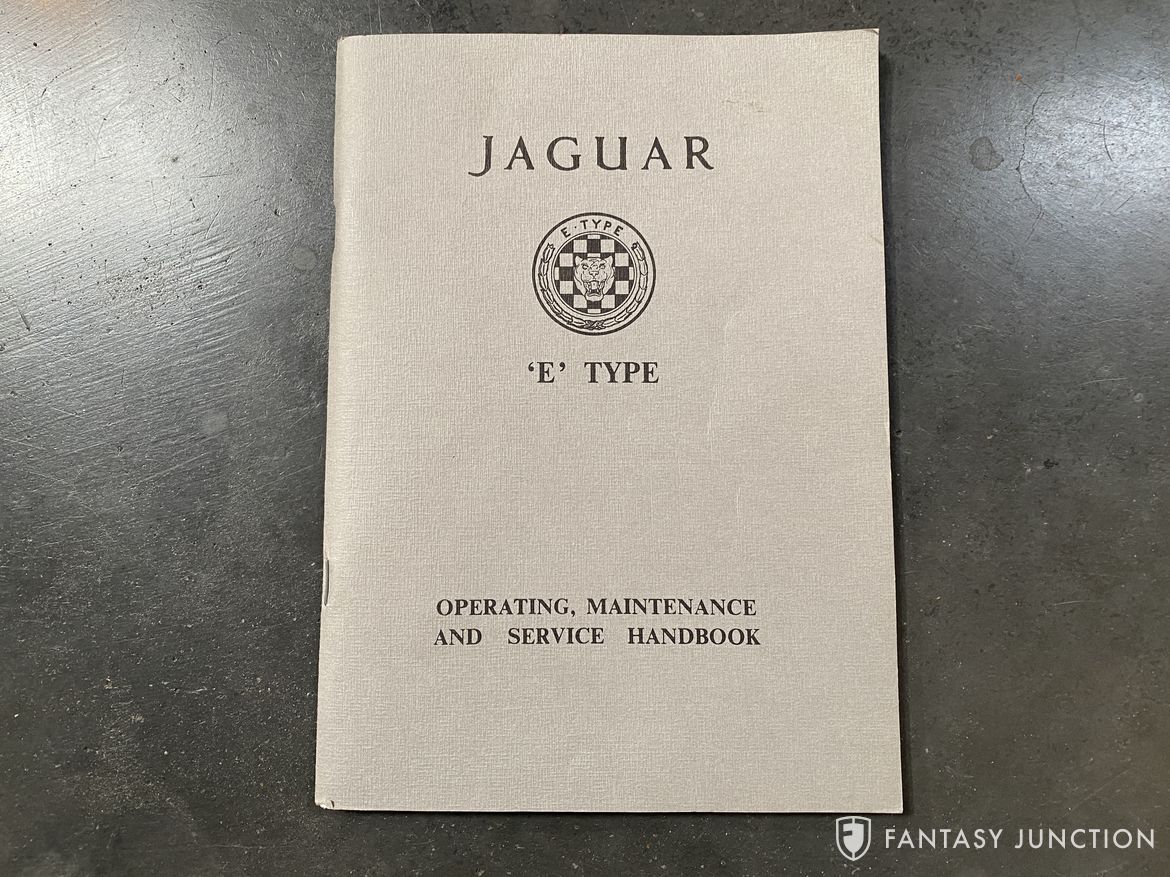 JAGUAR
E·TYPE
‘E’ TYPE
OPERATING, MAINTENANCE
AND SERVICE HANDBOOK
FANTASY JUNCTION